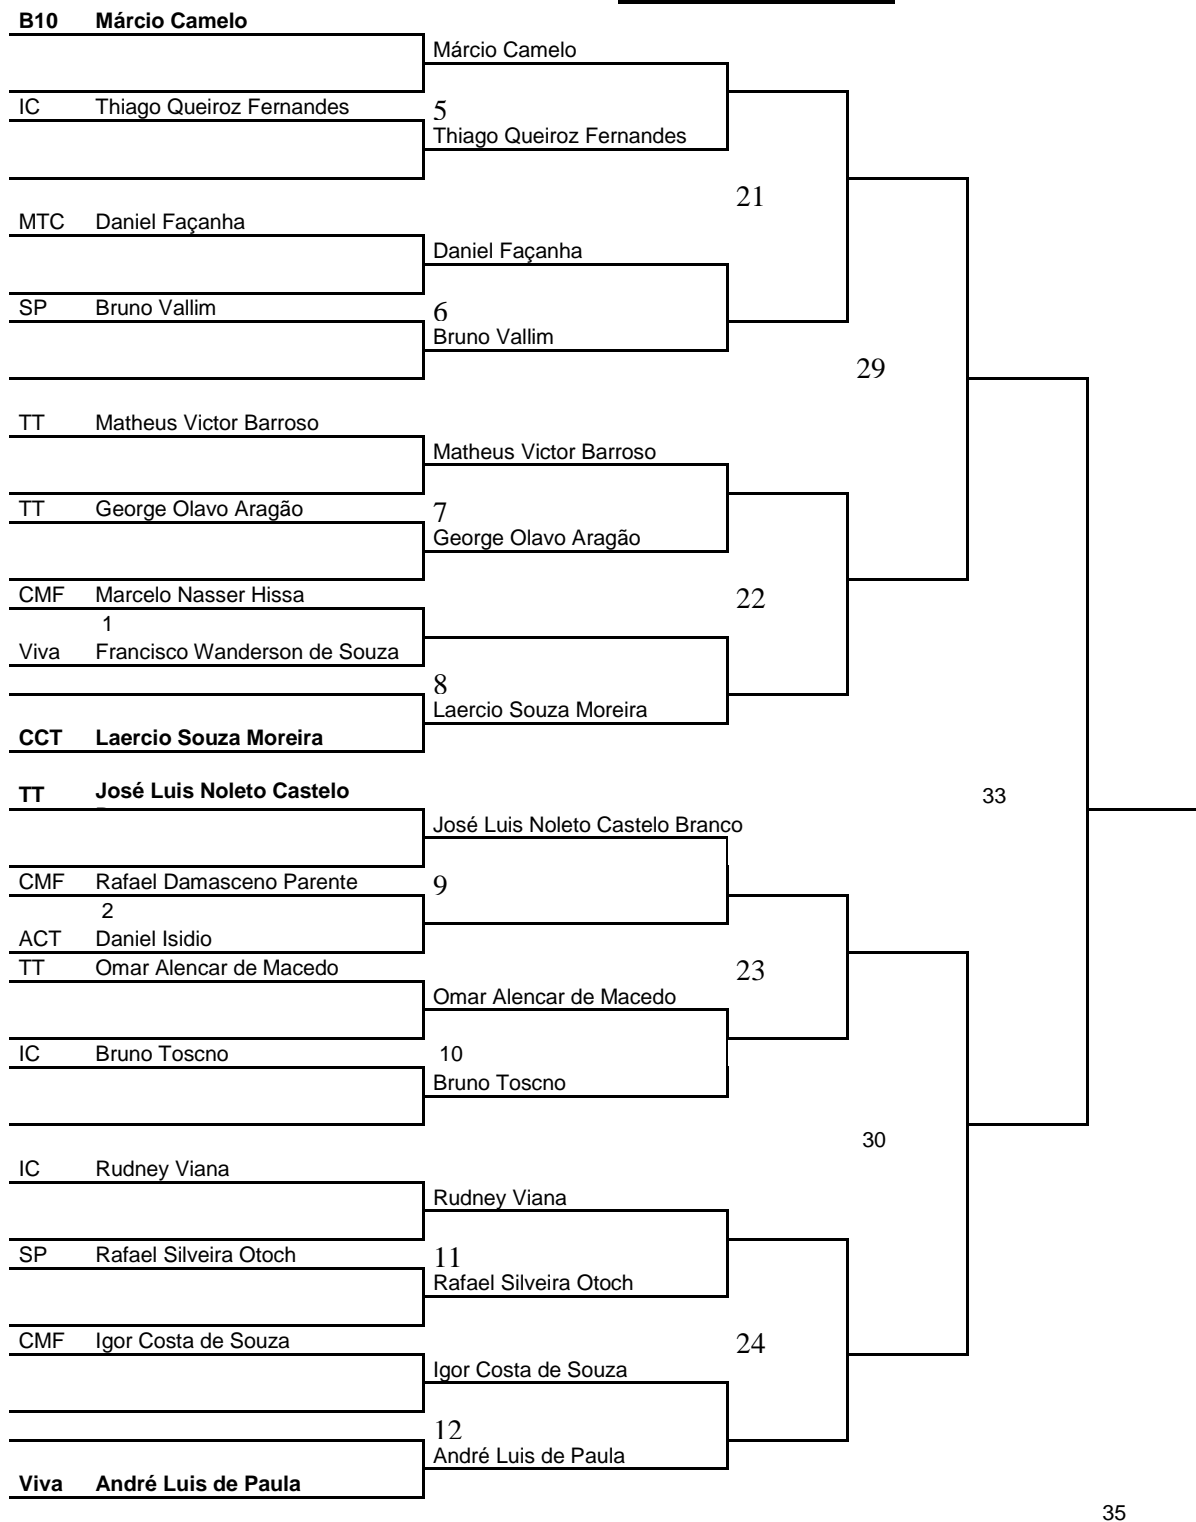 B10 Márcio Camelo
Márcio Camelo
IC Thiago Queiroz Fernandes
5
Thiago Queiroz Fernandes
21
MTC Daniel Façanha
Daniel Façanha
SP Bruno Vallim
6
Bruno Vallim
29
TT Matheus Victor Barroso
Matheus Victor Barroso
TT George Olavo Aragão
7
George Olavo Aragão
CMF Marcelo Nasser Hissa
22
1
Viva Francisco Wanderson de Souza
8
Laercio Souza Moreira
CCT Laercio Souza Moreira
TT José Luis Noleto Castelo
33
José Luis Noleto Castelo Branco
CMF Rafael Damasceno Parente
9
2
ACT Daniel Isidio
TT Omar Alencar de Macedo
23
Omar Alencar de Macedo
IC Bruno Toscno
10
Bruno Toscno
30
IC Rudney Viana
Rudney Viana
SP Rafael Silveira Otoch
11
Rafael Silveira Otoch
CMF Igor Costa de Souza
24
Igor Costa de Souza
12
André Luis de Paula
Viva André Luis de Paula
35